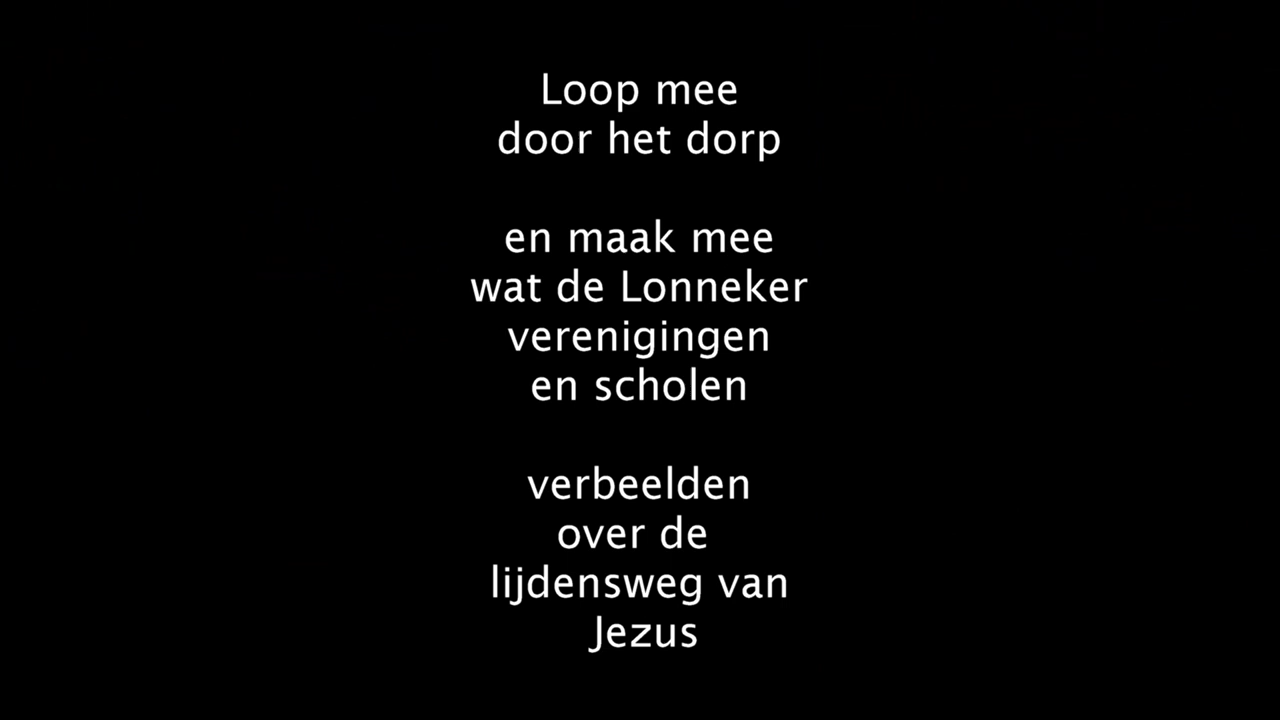 Loop mee
door het dorp
en maak mee
wat de Lonneker
verenigingen
en scholen
verbeelden
over de
lijdensweg van
Jezus